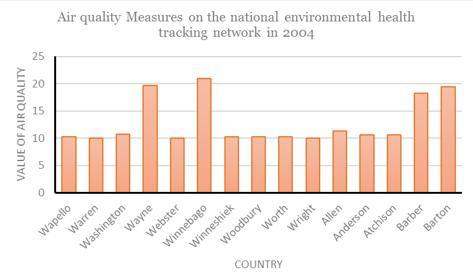 Air quality Measures on the national environmental health
tracking network in 2004
VALUE OF AIR QUALITY
25
20
15
10
5
0
Wapello
Warren
Washington
Wayne
Webster
Winnebago
Winneshiek
Woodbury
Worth
Wright
Allen
Anderson
Atchison
Barber
Barton
COUNTRY